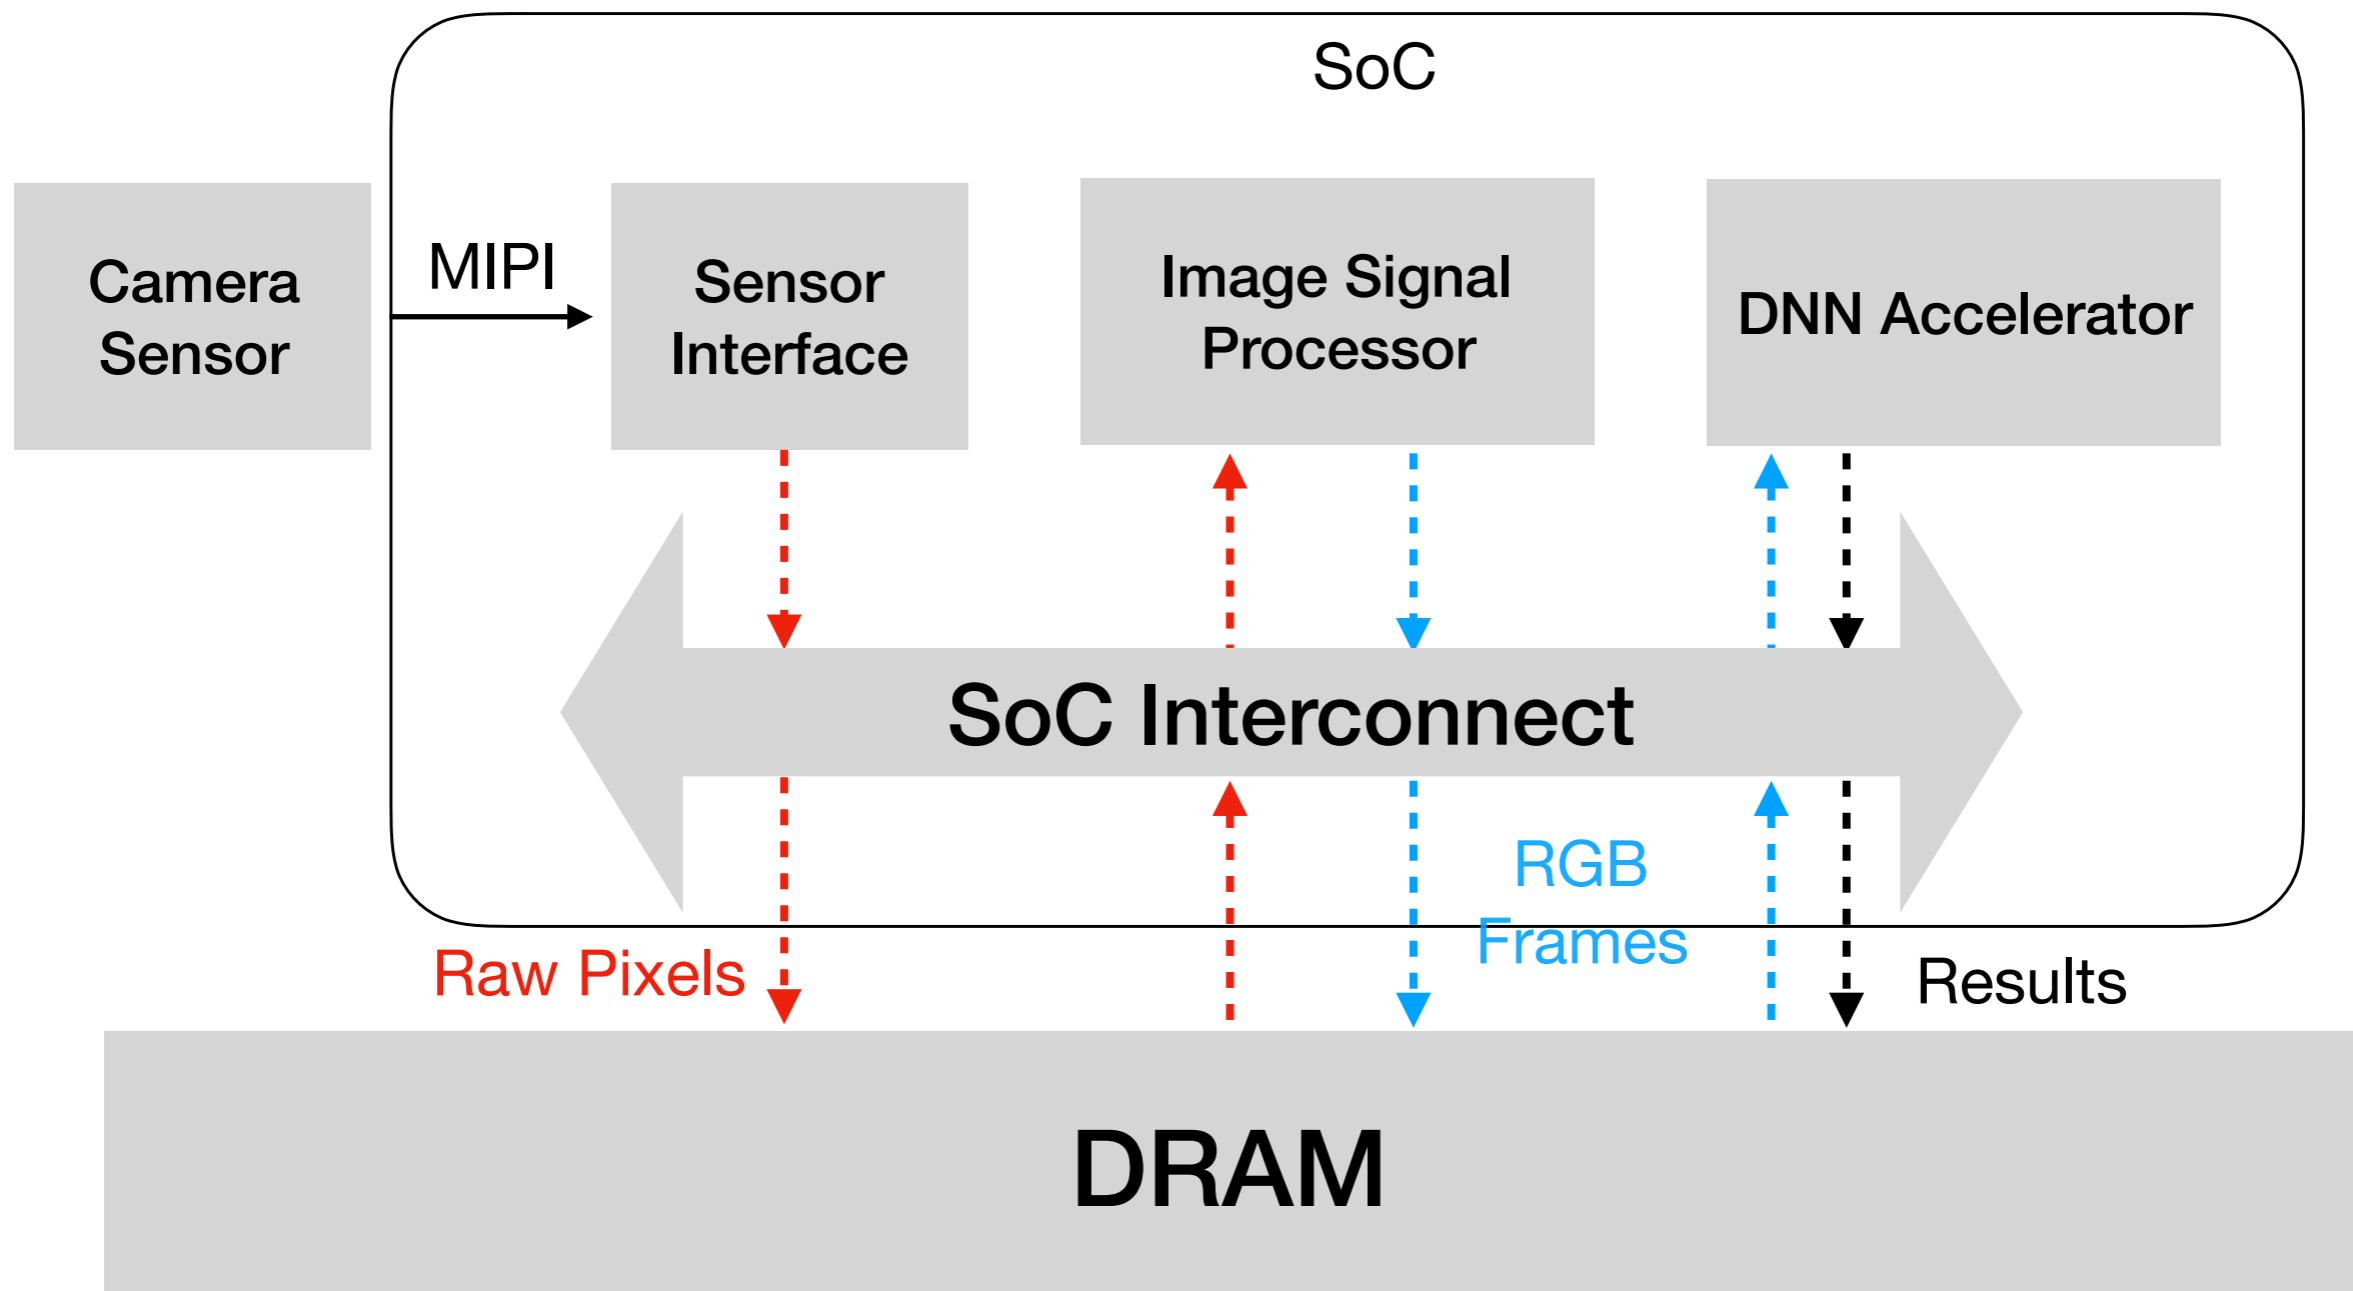 SoC
Camera
Sensor
MIPI
Sensor
Interface
Image Signal
Processor
DNN Accelerator
SoC Interconnect
RGB
Frames
Raw Pixels
Results
DRAM